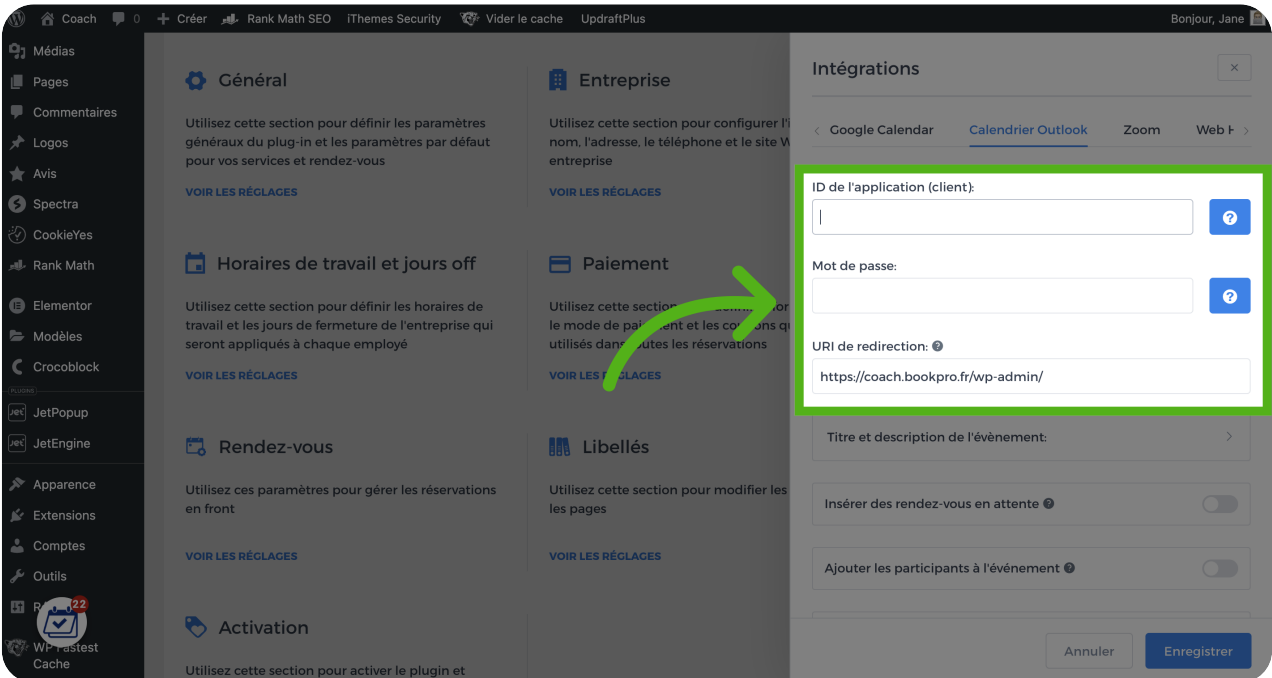 Coach 0 Créer Rank Math SEO iThemes Security Vider le cache UpdraftPlus Bonjour, Jane
Médias
Pages
Commentaires
Logos
Avis
Spectra
CookieYes
Rank Math
Elementor
Modèles
Crocoblock
PLUGINS
JetPopup
JetEngine
Apparence
Extensions
Comptes
Outils
22
WP Fastest
Cache
Général
Utilisez cette section pour définir les paramètres
généraux du plug-in et les paramètres par défaut
pour vos services et rendez-vous
VOIR LES RÉGLAGES
Entreprise
Utilisez cette section pour configurer
nom, l'adresse, le téléphone et le site W
entreprise
VOIR LES RÉGLAGES
Horaires de travail et jours off
Utilisez cette section pour définir les horaires de
travail et les jours de fermeture de l'entreprise qui
seront appliqués à chaque employé
VOIR LES RÉGLAGES
Paiement
Utilisez cette section
le mode de et les
utilisés les réservations
VOIR
Rendez-vous
Utilisez ces paramètres pour gérer les réservations
en front
VOIR LES RÉGLAGES
Libellés
Utilisez cette section pour modifier les
les pages
VOIR LES RÉGLAGES
Activation
Utilisez cette section pour activer le plugin et
Intégrations
Google Calendar Calendrier Outlook Zoom Web
ID de l'application (client):
Mot de passe:
URI de redirection:
https://coach.bookpro.fr/wp-admin/
Titre et description de l'évènement:
Insérer des rendez-vous en attente
Ajouter les participants à l'événement
Annuler Enregistrer